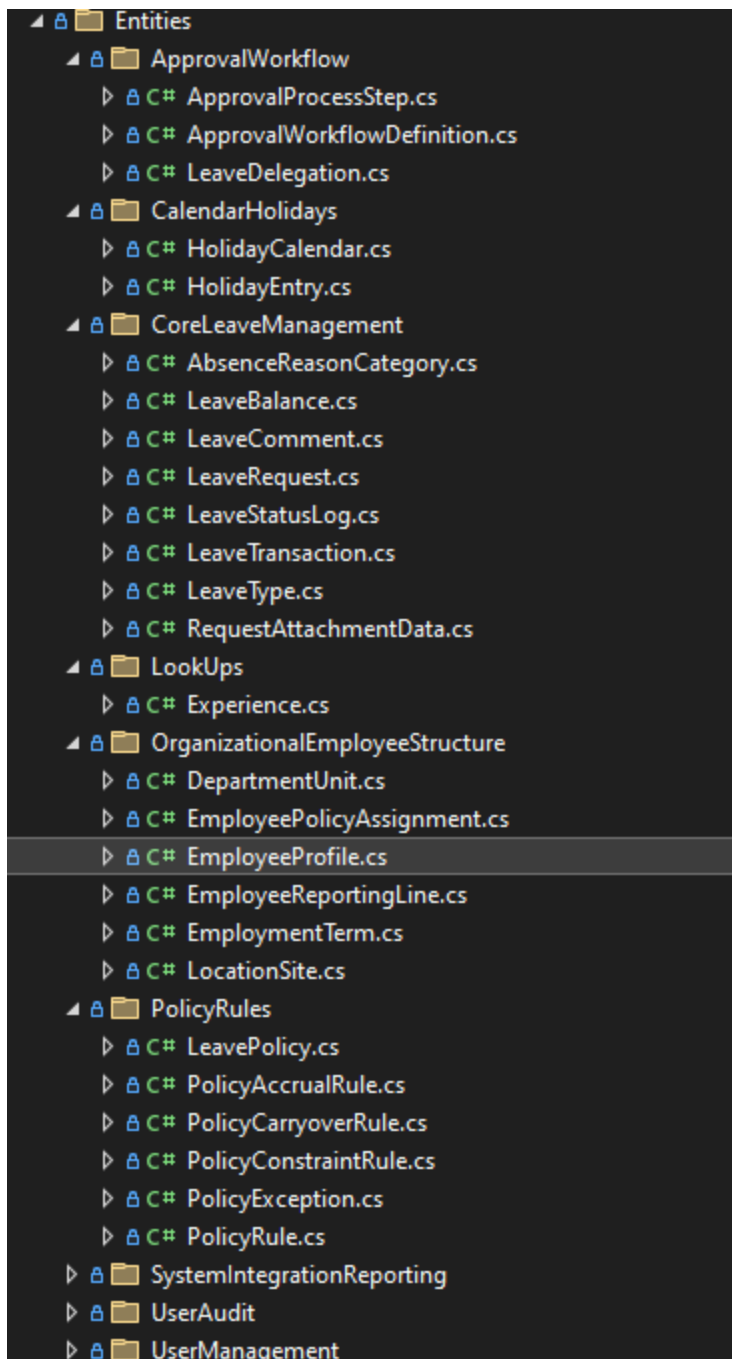 Entities
ApprovalWorkflow
C# ApprovalProcessStep.cs
C# ApprovalWorkflowDefinition.cs
C# LeaveDelegation.cs
CalendarHolidays
C# HolidayCalendar.cs
C# HolidayEntry.cs
CoreLeaveManagement
C# AbsenceReasonCategory.cs
C# LeaveBalance.cs
C# LeaveComment.cs
C# LeaveRequest.cs
C# LeaveStatusLog.cs
C# LeaveTransaction.cs
C# LeaveType.cs
C# RequestAttachmentData.cs
LookUps
C# Experience.cs
OrganizationalEmployeeStructure
C# DepartmentUnit.cs
C# EmployeePolicyAssignment.cs
C# EmployeeProfile.cs
C# EmployeeReportingLine.cs
C# EmploymentTerm.cs
C# LocationSite.cs
PolicyRules
C# LeavePolicy.cs
C# PolicyAccrualRule.cs
C# PolicyCarryoverRule.cs
C# PolicyConstraintRule.cs
C# PolicyException.cs
C# PolicyRule.cs
SystemIntegrationReporting
UserAudit
UserManagement